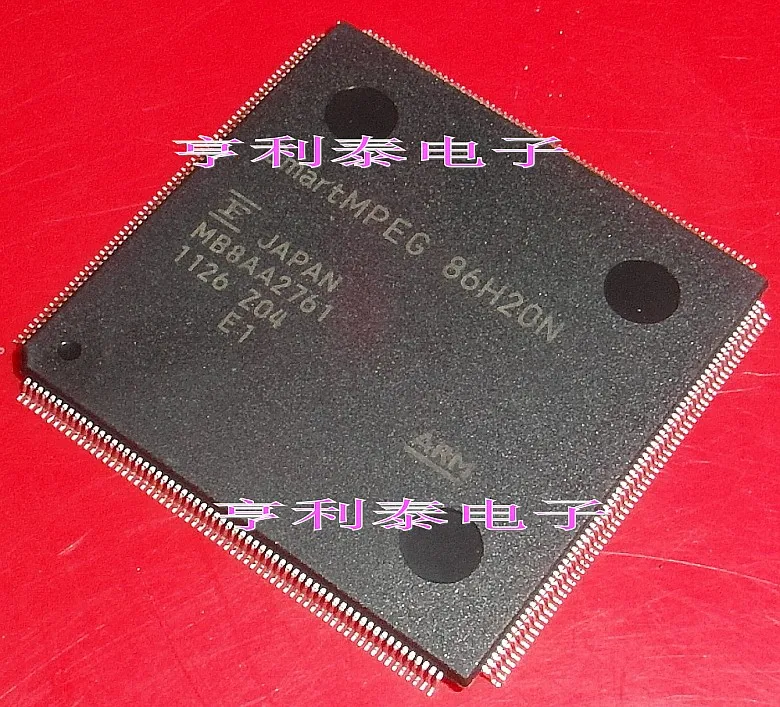 亨利泰电子
smartMPEG 86H20N
F JAPAN
MB8AA2761
1126 Z04
E1
ARM
亨利泰电子